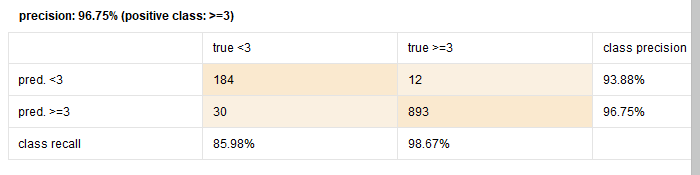 precision: 96.75% (positive class: >=3)
true <3 true >=3 class precision
pred. <3 184 12 93.88%
pred. >=3 30 893 96.75%
class recall 85.98% 98.67%